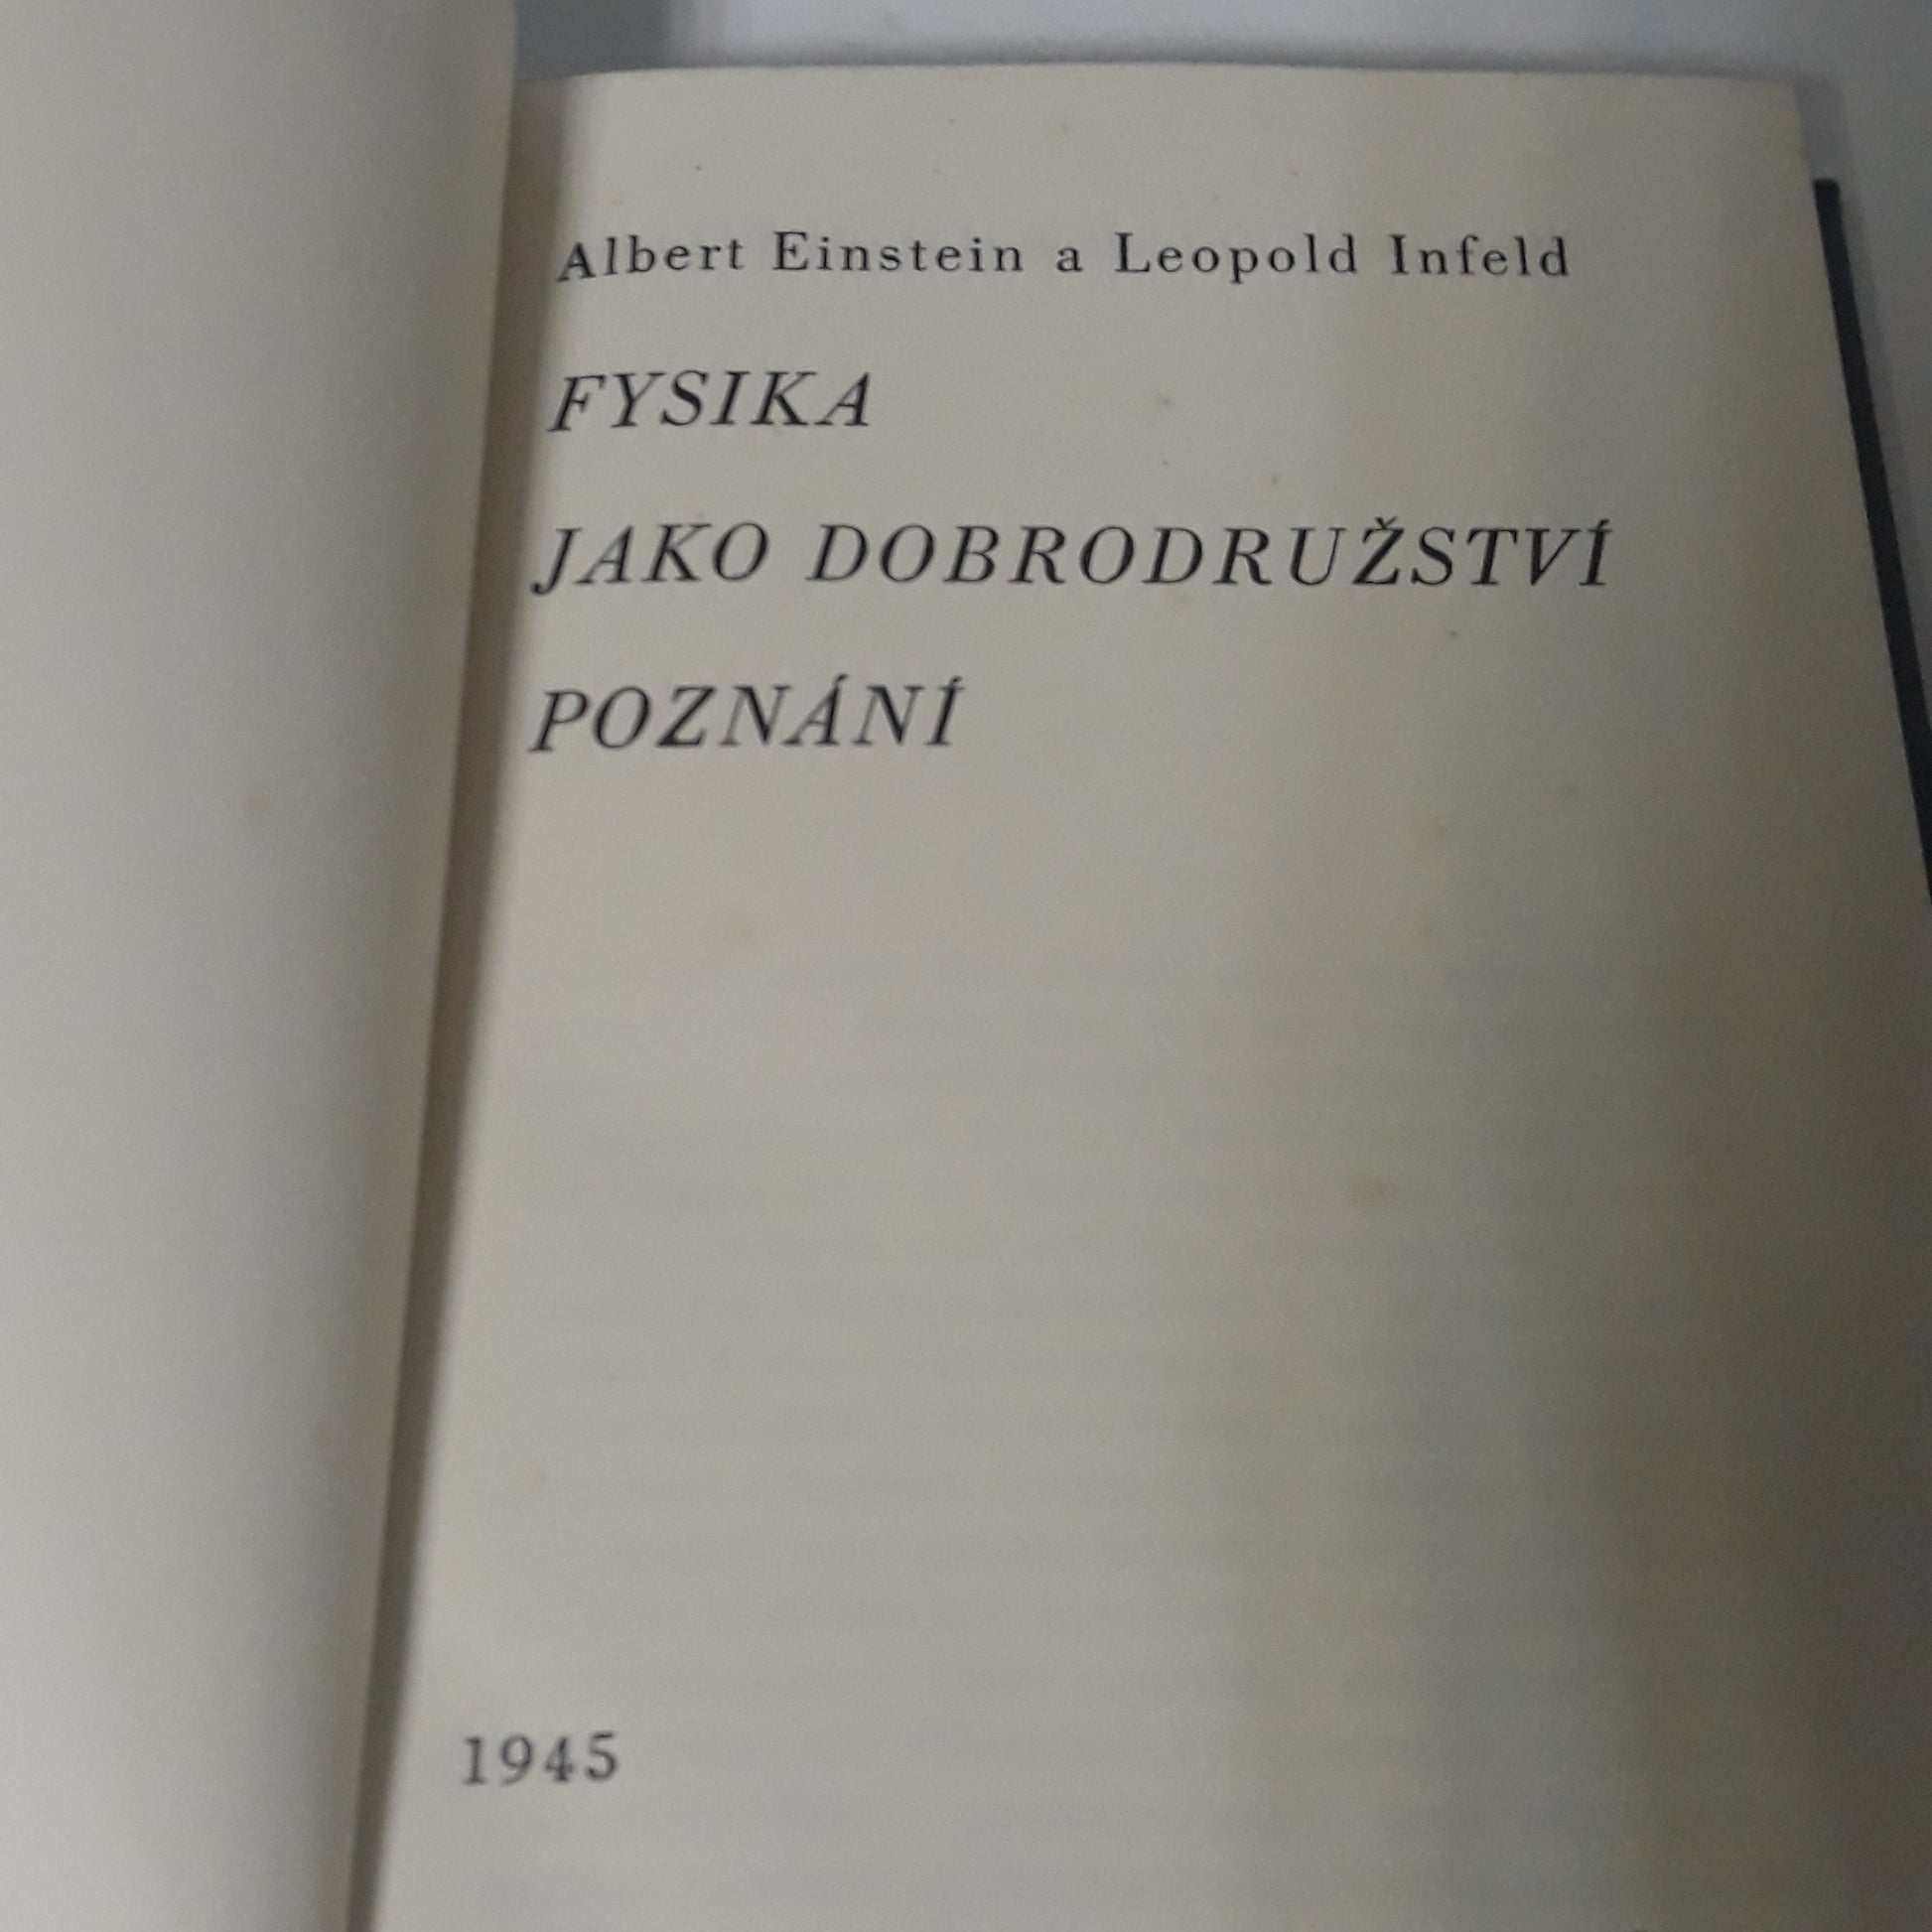 Albert Einstein a Leopold Infeld
FYSIKA
JAKO DOBRODRUŽSTVÍ
POZNÁNÍ
1945